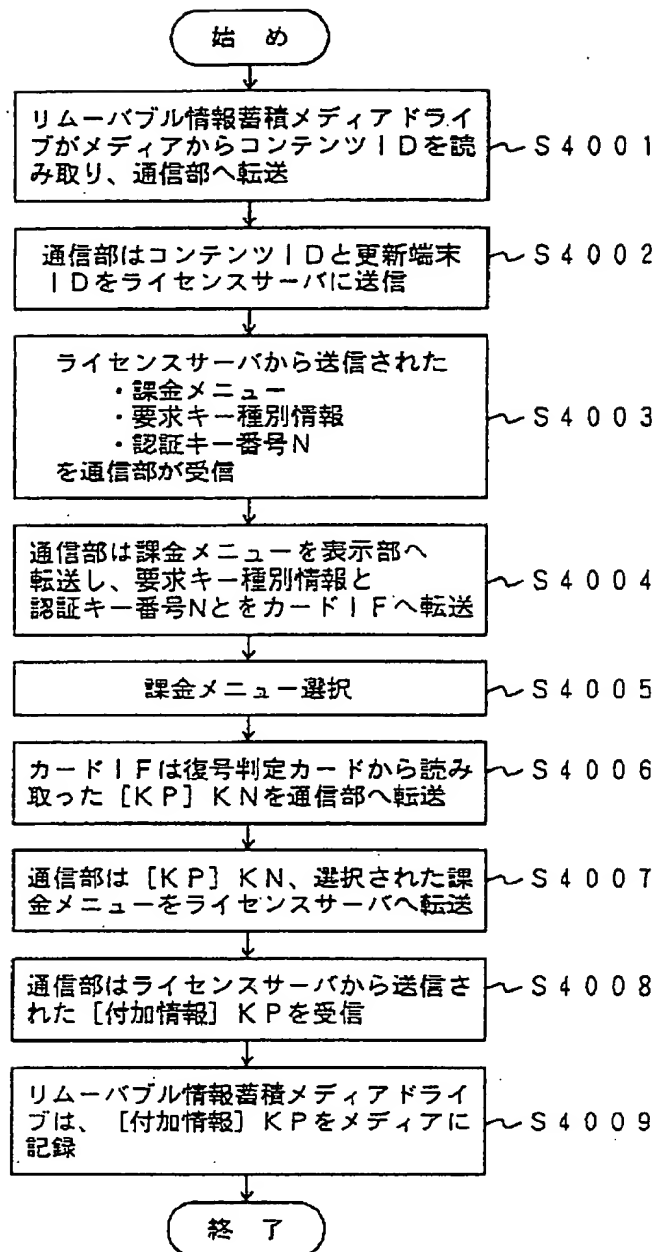 始 め
リムーバブル情報蓄積メディアドライ
ブがメディアからコンテンツIDを読
み取り、通信部へ転送
S4001
通信部はコンテンツIDと更新端末
IDをライセンスサーバに送信
S4002
ライセンスサーバから送信された
・課金メニュー
・要求キー種別情報
・認証キー番号N
を通信部が受信
S4003
通信部は課金メニューを表示部へ
転送し、要求キー種別情報と
認証キー番号NとをカードIFへ転送
S4004
課金メニュー選択
S4005
カードIFは復号判定カードから読み
取った[KP]KNを通信部へ転送
S4006
通信部は[KP]KN、選択された課
金メニューをライセンスサーバへ転送
S4007
通信部はライセンスサーバから送信さ
れた[付加情報]KPを受信
S4008
リムーバブル情報蓄積メディアドライ
ブは、[付加情報]KPをメディアに
記録
S4009
終 了